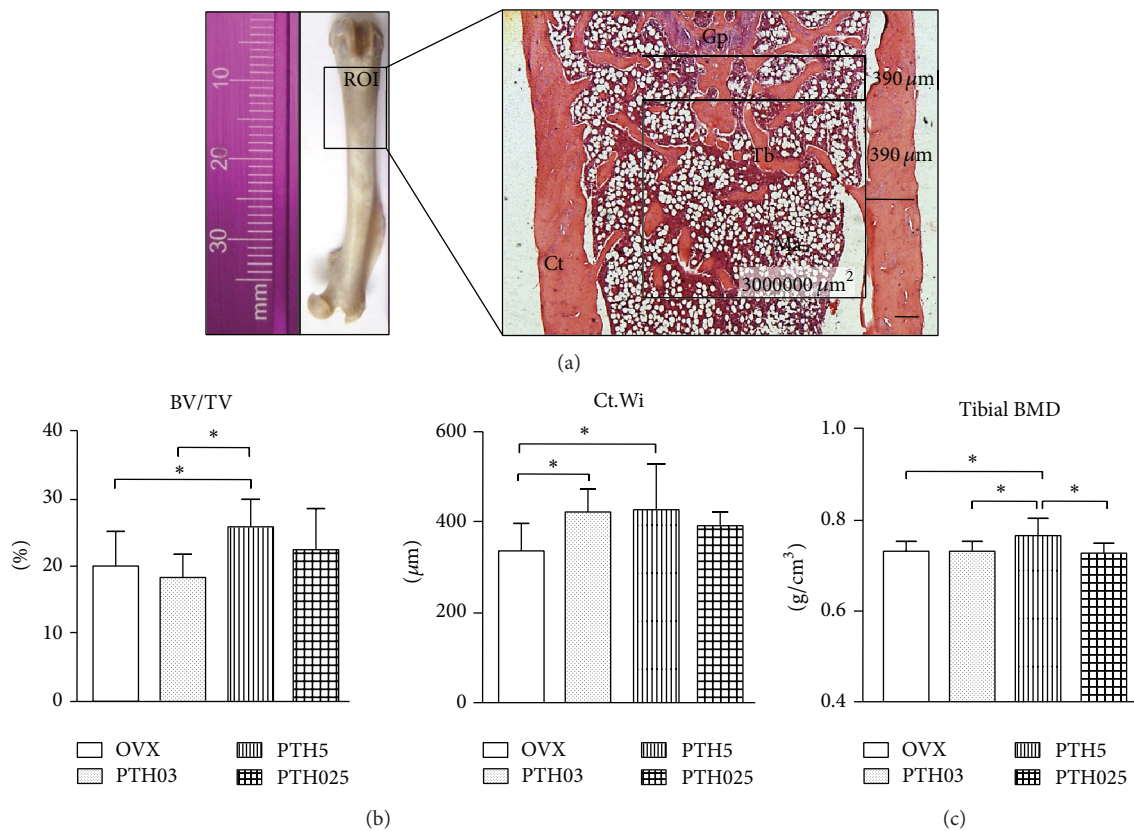 10
20
30
mm
ROI
Gp
390 μm
Tb
390 μm
Ma
Ct
3000000 μm²
(a)
BV/TV
(%)
40
30
20
10
0
*
*
OVX
PTH5
PTH03
PTH025
Ct.Wi
(μm)
600
400
200
0
*
*
OVX
PTH5
PTH03
PTH025
(b)
Tibial BMD
(g/cm³)
1.0
0.8
0.6
0.4
*
*
*
OVX
PTH5
PTH03
PTH025
(c)